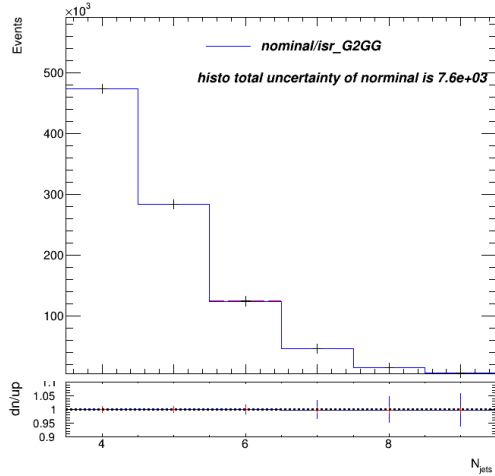 ×10³
Events
nominal/isr_G2GG
histo total uncertainty of norminal is 7.6e+03
500
400
300
200
100
dn/up
1.1
1.05
1
0.95
0.9
4
6
8
N_jets